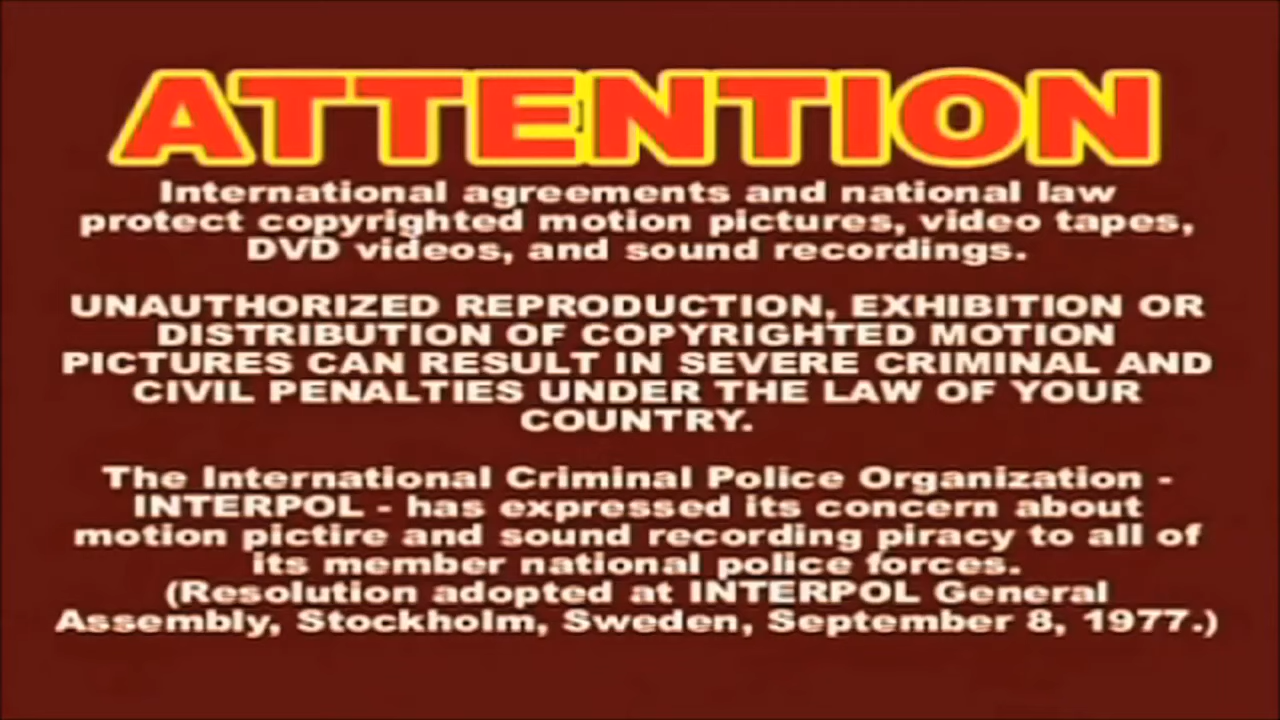 ATTENTION
International agreements and national law
protect copyrighted motion pictures, video tapes,
DVD videos, and sound recordings.
UNAUTHORIZED REPRODUCTION, EXHIBITION OR
DISTRIBUTION OF COPYRIGHTED MOTION
PICTURES CAN RESULT IN SEVERE CRIMINAL AND
CIVIL PENALTIES UNDER THE LAW OF YOUR
COUNTRY.
The International Criminal Police Organization -
INTERPOL - has expressed its concern about
motion pictire and sound recording piracy to all of
its member national police forces.
(Resolution adopted at INTERPOL General
Assembly, Stockholm, Sweden, September 8, 1977.)